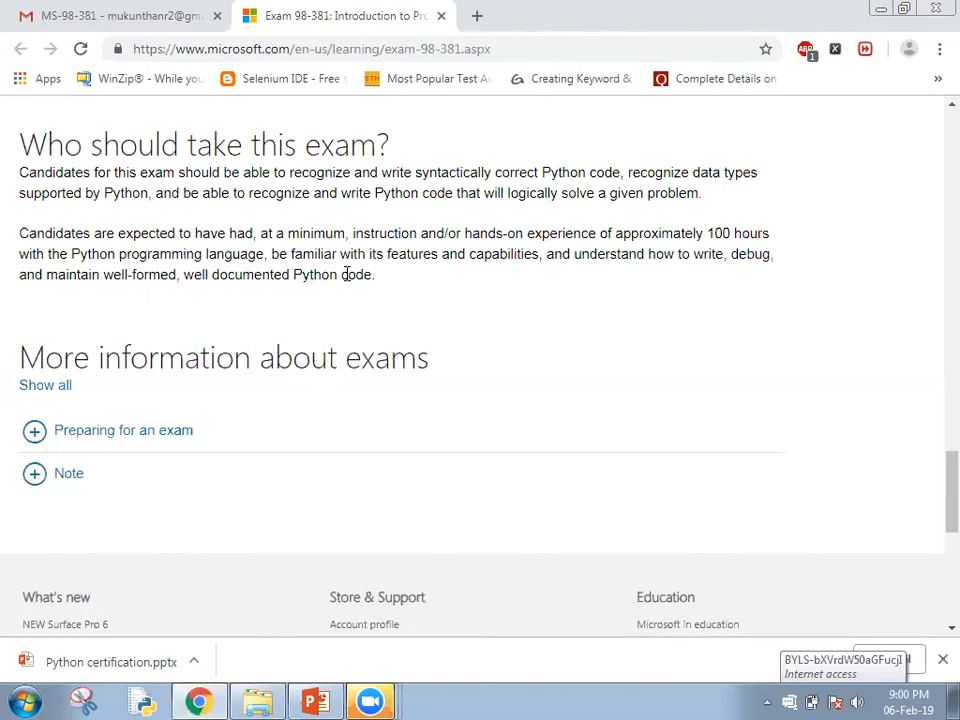 MS-98-381 - mukunthanr2@gm
Exam 98-381: Introduction to Pr
https://www.microsoft.com/en-us/learning/exam-98-381.aspx
ABP
1
Apps
WinZip® - While you
Selenium IDE - Free
STH
Most Popular Test A
Creating Keyword &
Complete Details on
»
Who should take this exam?
Candidates for this exam should be able to recognize and write syntactically correct Python code, recognize data types
supported by Python, and be able to recognize and write Python code that will logically solve a given problem.
Candidates are expected to have had, at a minimum, instruction and/or hands-on experience of approximately 100 hours
with the Python programming language, be familiar with its features and capabilities, and understand how to write, debug,
and maintain well-formed, well documented Python code.
More information about exams
Show all
Preparing for an exam
Note
What's new
Store & Support
Education
NEW Surface Pro 6
Account profile
Microsoft in education
Python certification.pptx
BYLS-bXVrdW50aGFucjI
Internet access
9:00 PM
06-Feb-19